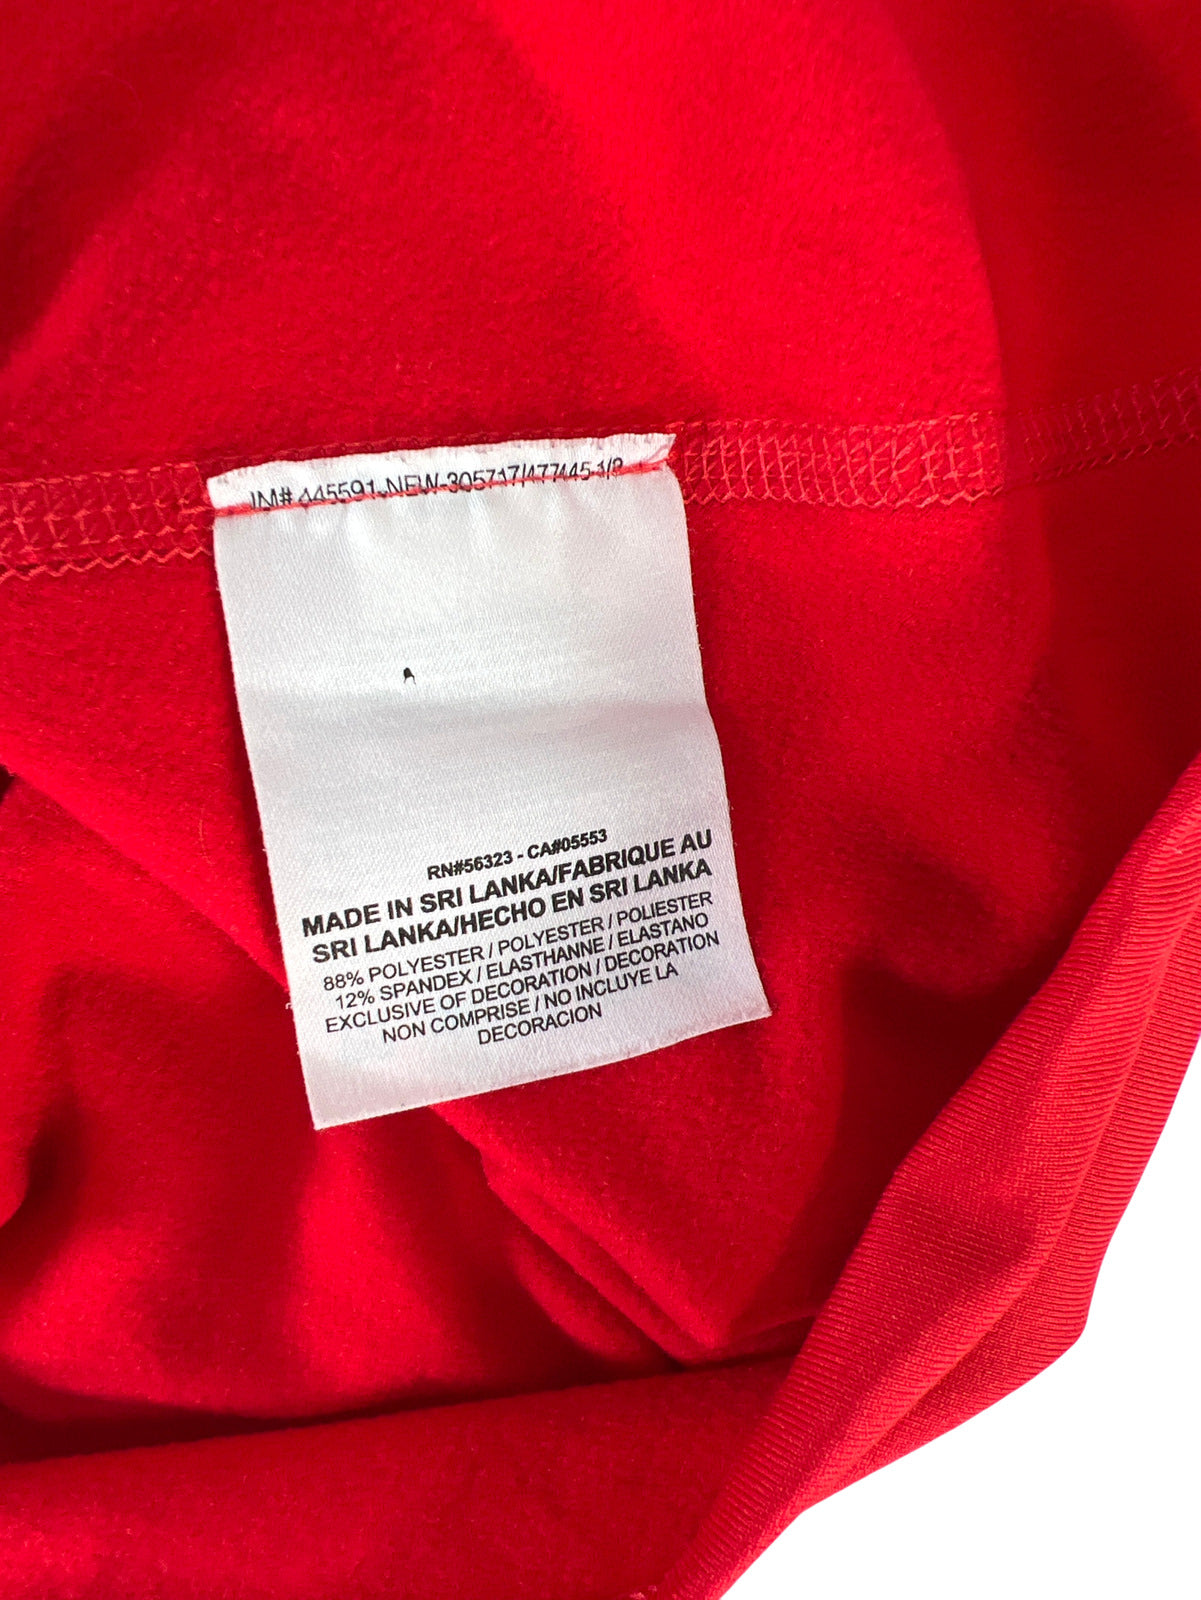 IM# 445591-NEW-305717/477445 1/2
RN#56323 - CA#05553
MADE IN SRI LANKA/FABRIQUE AU
SRI LANKA/HECHO EN SRI LANKA
88% POLYESTER / POLYESTER / POLIESTER
12% SPANDEX / ELASTHANNE / ELASTANO
EXCLUSIVE OF DECORATION / DECORATION
NON COMPRISE / NO INCLUYE LA
DECORACION